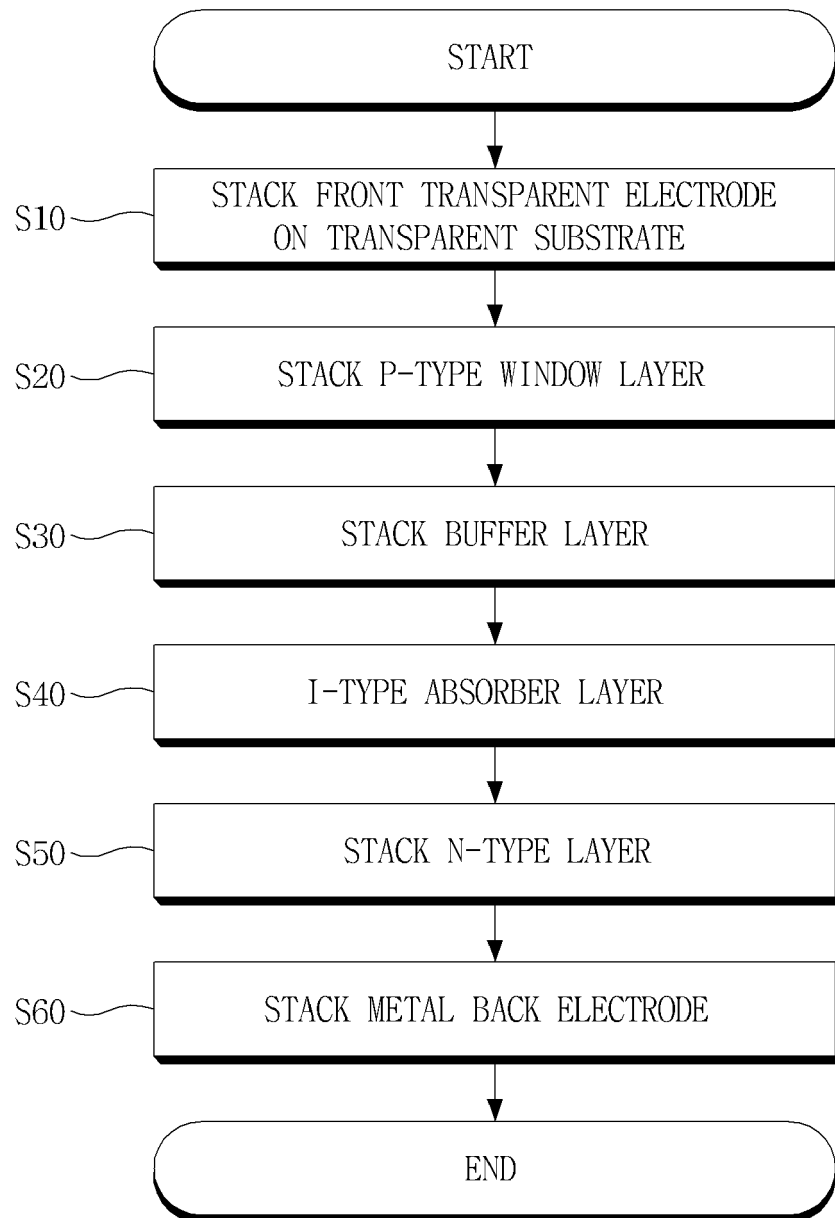 START
S10
STACK FRONT TRANSPARENT ELECTRODE
ON TRANSPARENT SUBSTRATE
S20
STACK P-TYPE WINDOW LAYER
S30
STACK BUFFER LAYER
S40
I-TYPE ABSORBER LAYER
S50
STACK N-TYPE LAYER
S60
STACK METAL BACK ELECTRODE
END